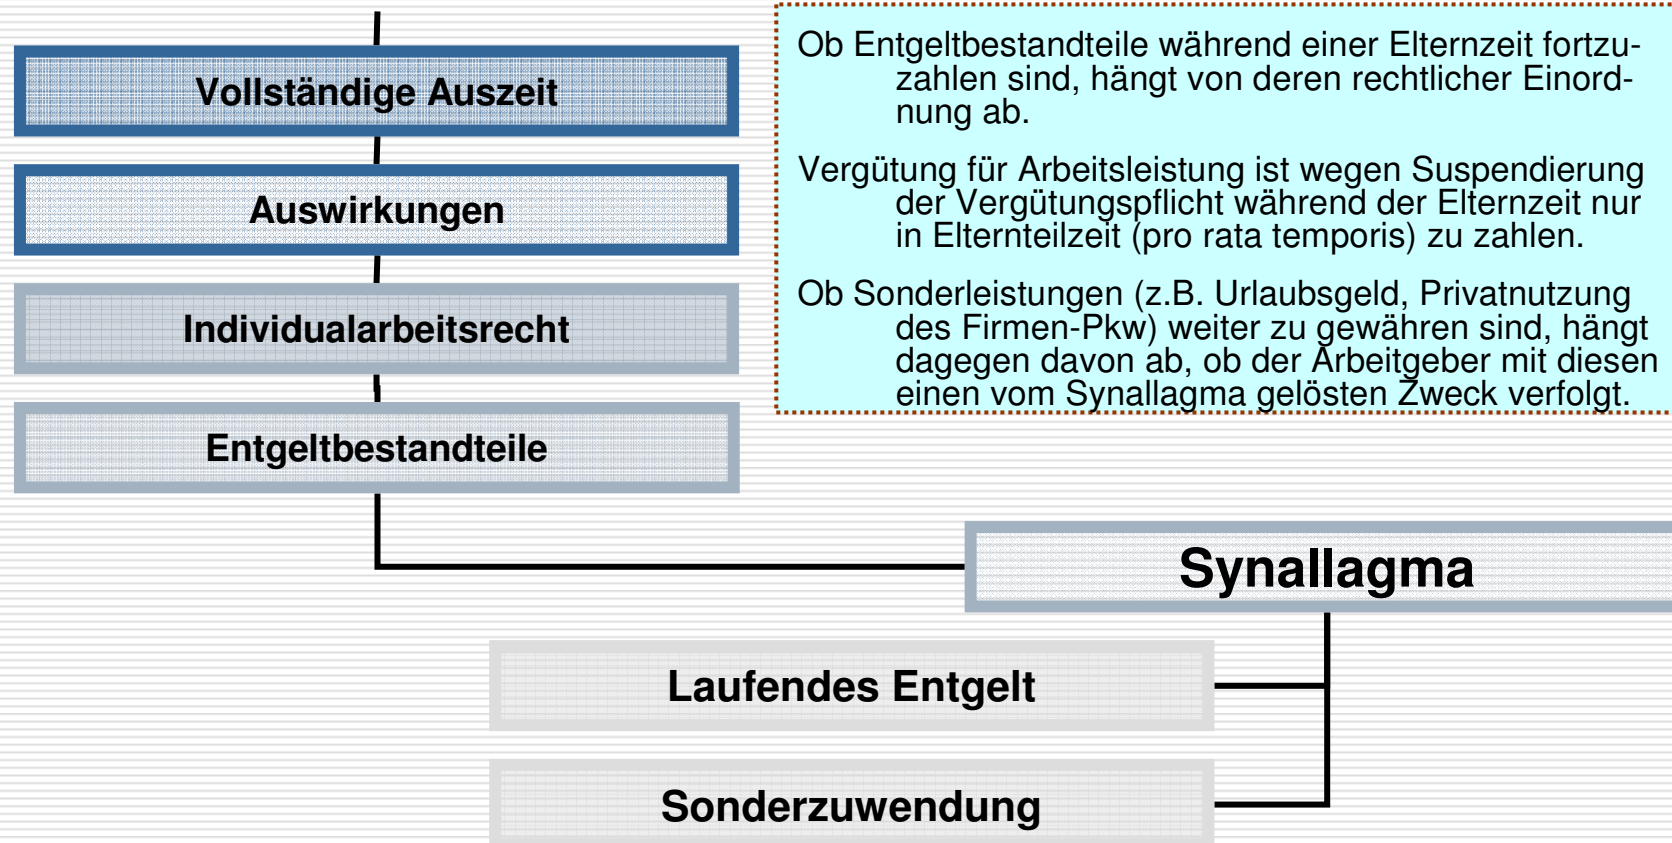 Vollständige Auszeit
Auswirkungen
Individualarbeitsrecht
Entgeltbestandteile
Ob Entgeltbestandteile während einer Elternzeit fortzu-
zahlen sind, hängt von deren rechtlicher Einord-
nung ab.
Vergütung für Arbeitsleistung ist wegen Suspendierung
der Vergütungspflicht während der Elternzeit nur
in Elternteilzeit (pro rata temporis) zu zahlen.
Ob Sonderleistungen (z.B. Urlaubsgeld, Privatnutzung
des Firmen-Pkw) weiter zu gewähren sind, hängt
dagegen davon ab, ob der Arbeitgeber mit diesen
einen vom Synallagma gelösten Zweck verfolgt.
Synallagma
Laufendes Entgelt
Sonderzuwendung